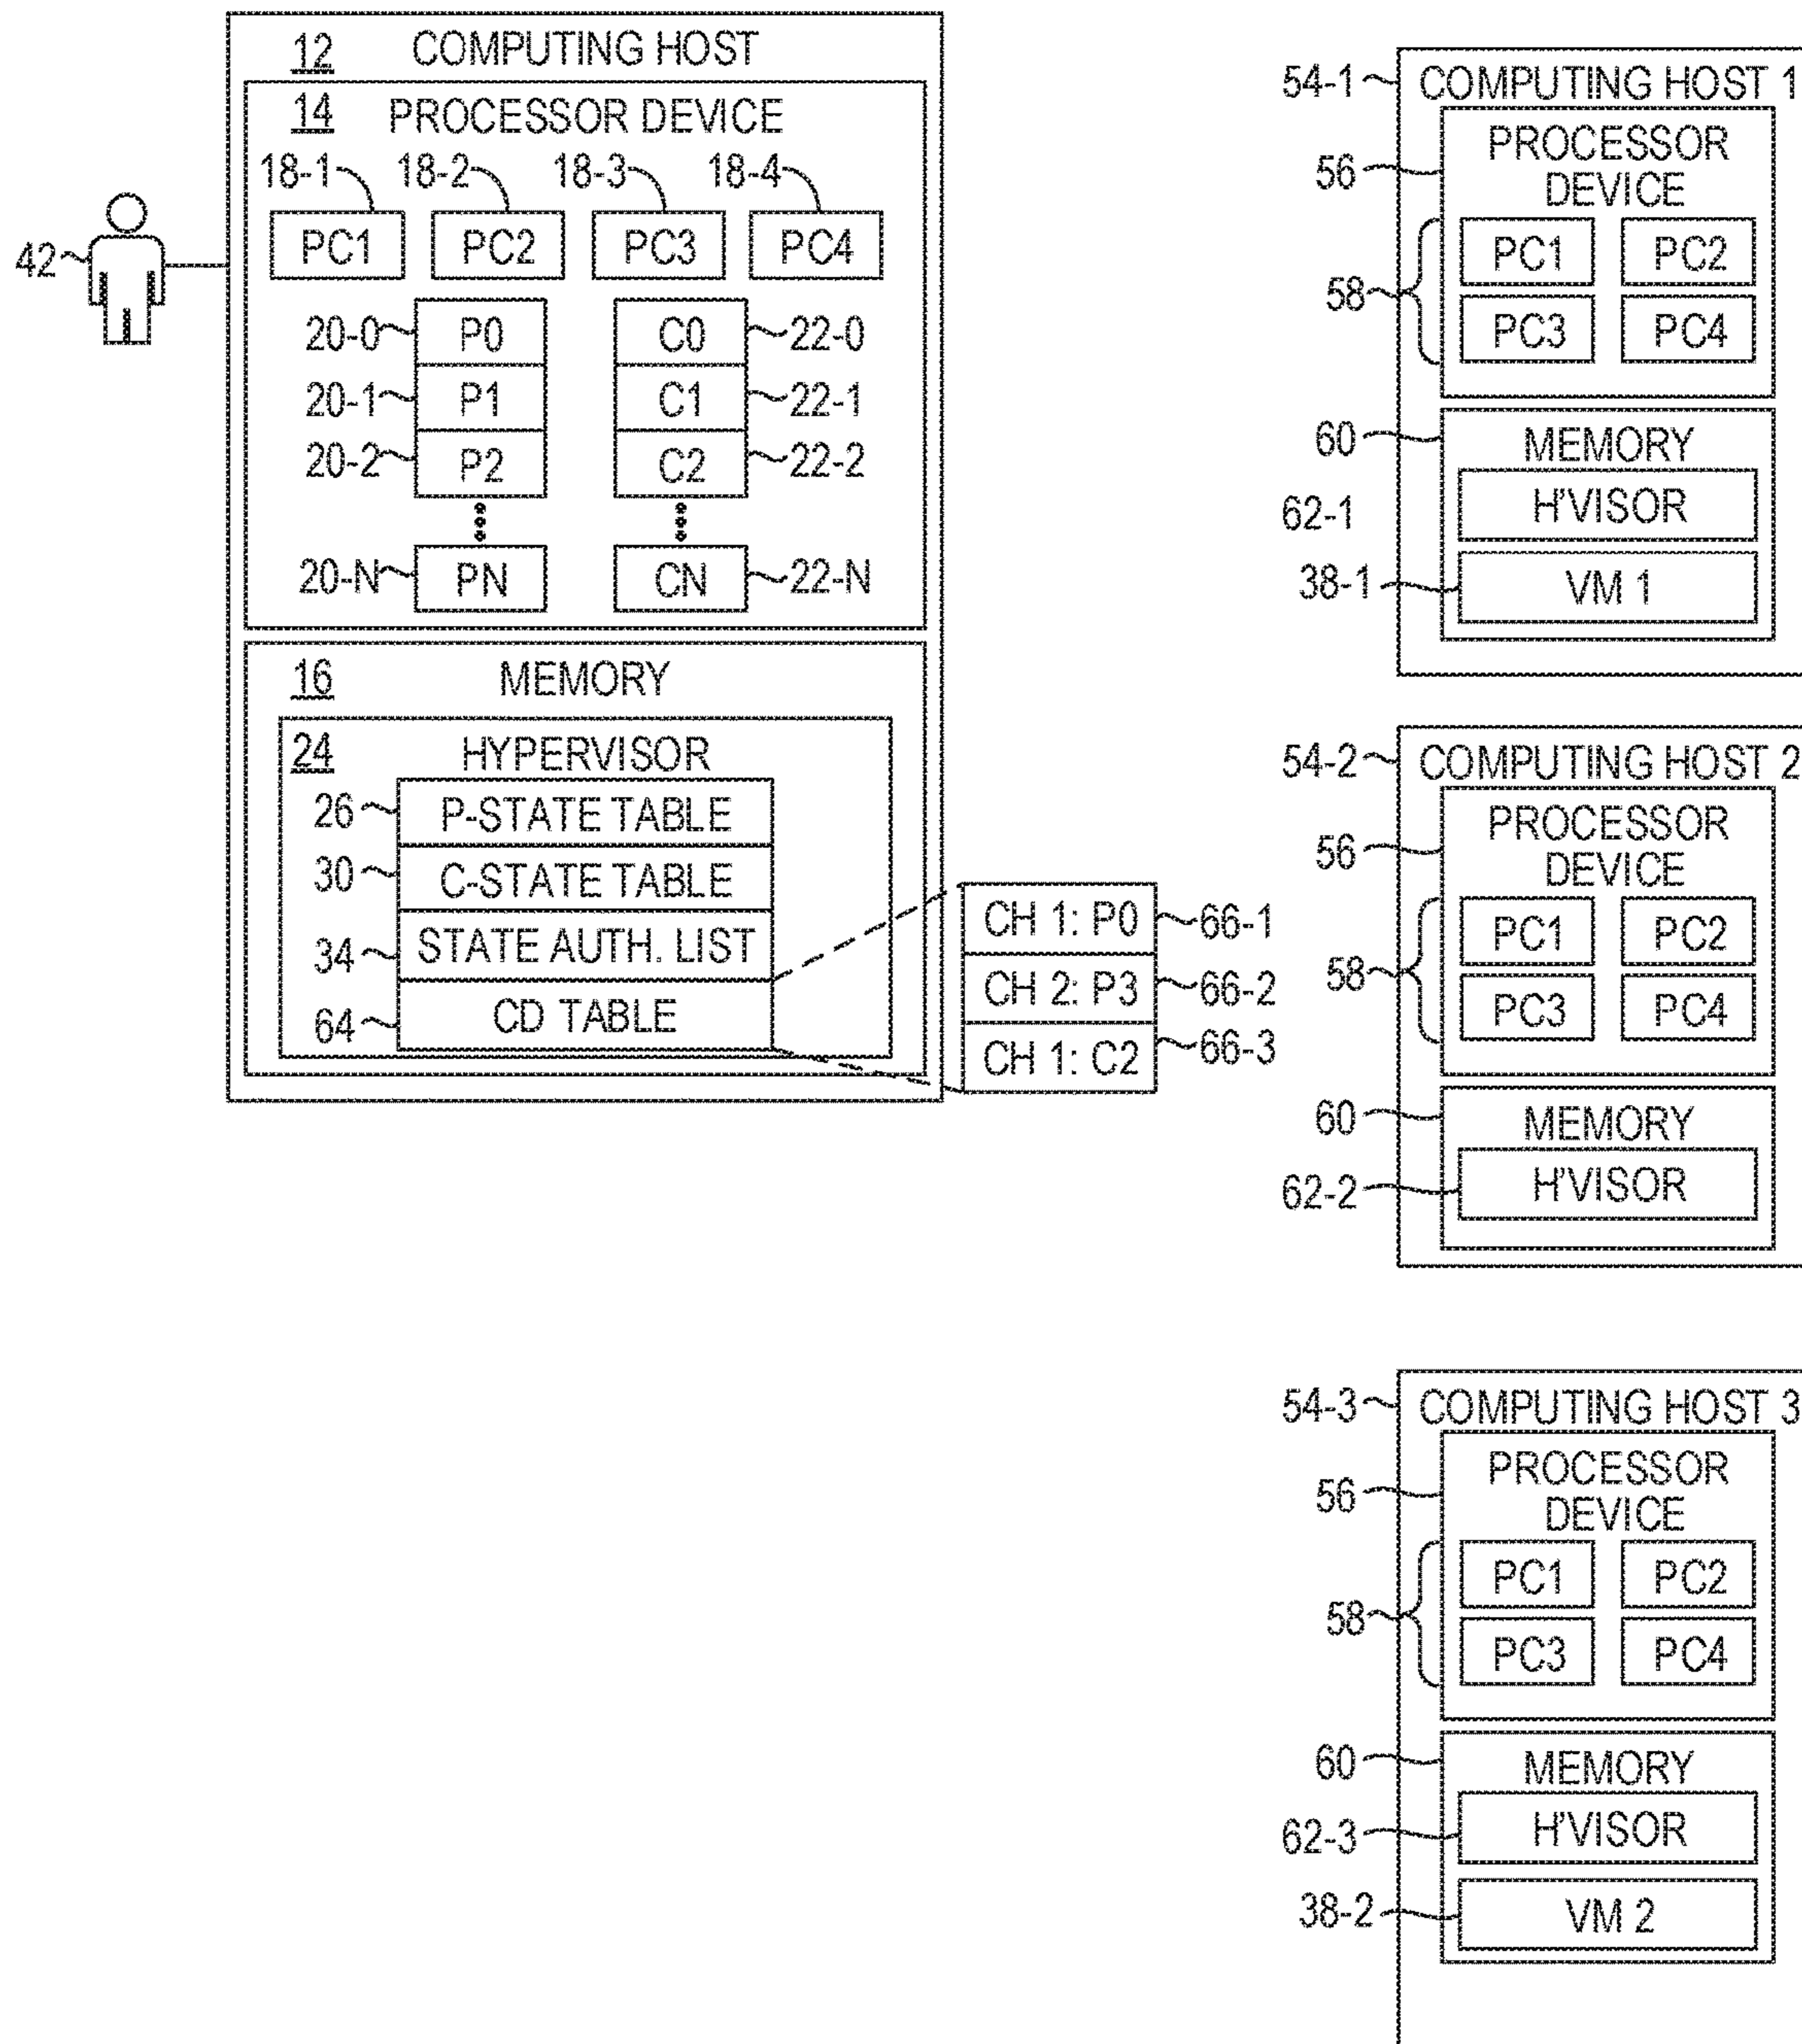 12 COMPUTING HOST
14 PROCESSOR DEVICE
18-1 18-2 18-3 18-4
PC1 PC2 PC3 PC4
42
20-0 P0 C0 22-0
20-1 P1 C1 22-1
20-2 P2 C2 22-2
20-N PN CN 22-N
16 MEMORY
24 HYPERVISOR
26 P-STATE TABLE
30 C-STATE TABLE
34 STATE AUTH. LIST
64 CD TABLE
CH 1: P0 66-1
CH 2: P3 66-2
CH 1: C2 66-3
54-1 COMPUTING HOST 1
56 PROCESSOR
DEVICE
PC1 PC2
58
PC3 PC4
60 MEMORY
62-1 H'VISOR
38-1 VM 1
54-2 COMPUTING HOST 2
56 PROCESSOR
DEVICE
PC1 PC2
58
PC3 PC4
60 MEMORY
62-2 H'VISOR
54-3 COMPUTING HOST 3
56 PROCESSOR
DEVICE
PC1 PC2
58
PC3 PC4
60 MEMORY
62-3 H'VISOR
38-2 VM 2